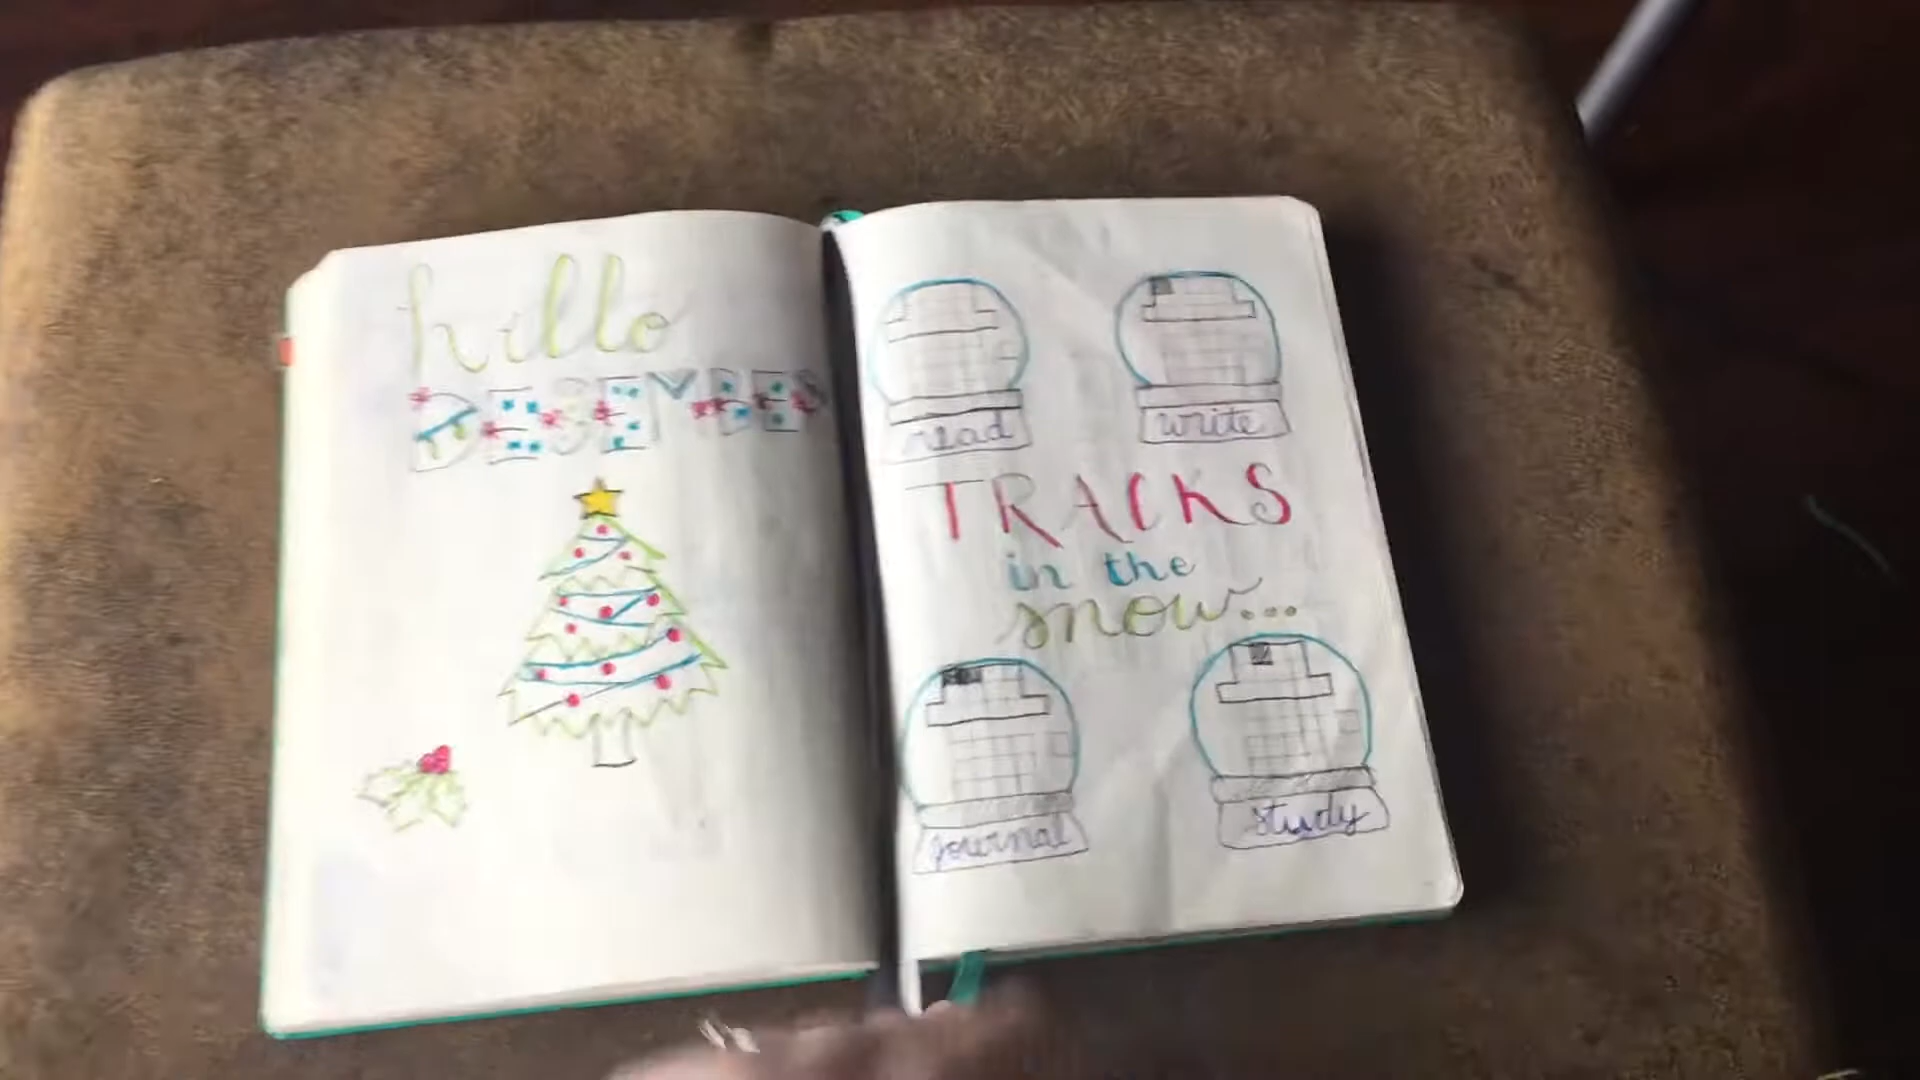 hello
DECEMBER
read
write
TRACKS
in the
snow...
journal
study